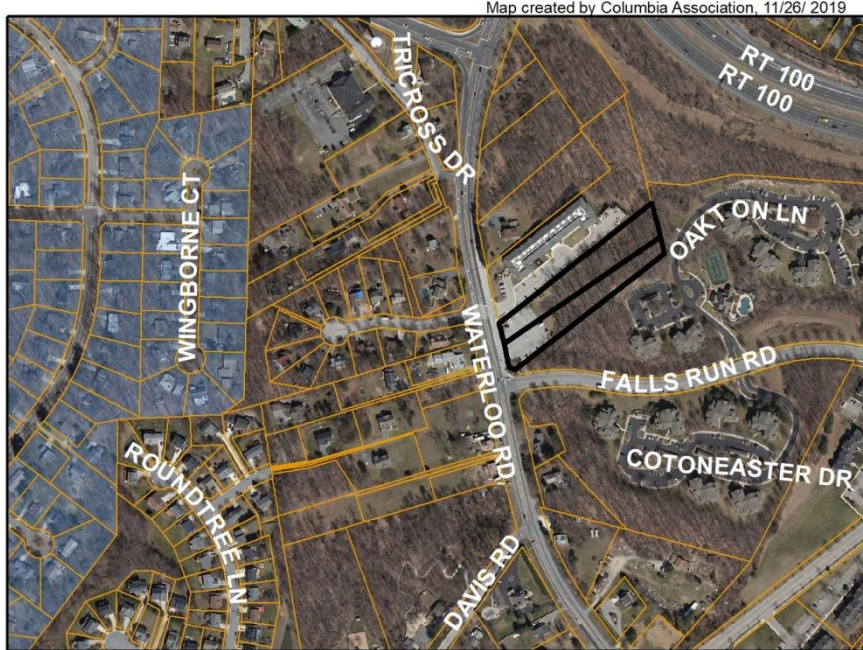 Map created by Columbia Association, 11/26/ 2019
RT 100
RT 100
TRICROSS DR
OAKTON LN
WINGBORNE CT
WATERLOO RD
FALLS RUN RD
COTONEASTER DR
ROUNDTREE LN
DAVIS RD